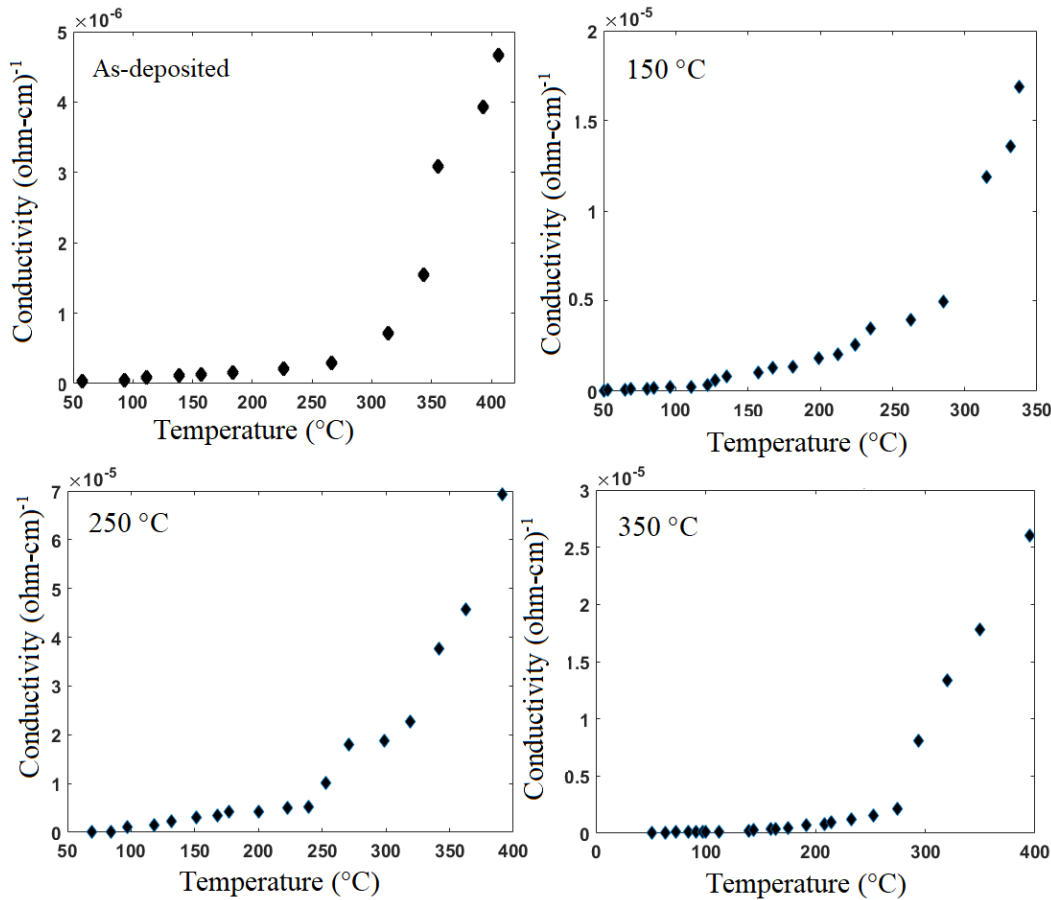 ×10-6
5
4
3
2
1
0
50 100 150 200 250 300 350 400
As-deposited
Conductivity (ohm-cm)-1
Temperature (°C)
×10-5
2
1.5
1
0.5
0
50 100 150 200 250 300 350
150 °C
Conductivity (ohm-cm)-1
Temperature (°C)
×10-5
7
6
5
4
3
2
1
0
50 100 150 200 250 300 350 400
250 °C
Conductivity (ohm-cm)-1
Temperature (°C)
×10-5
3
2.5
2
1.5
1
0.5
0
0 100 200 300 400
350 °C
Conductivity (ohm-cm)-1
Temperature (°C)